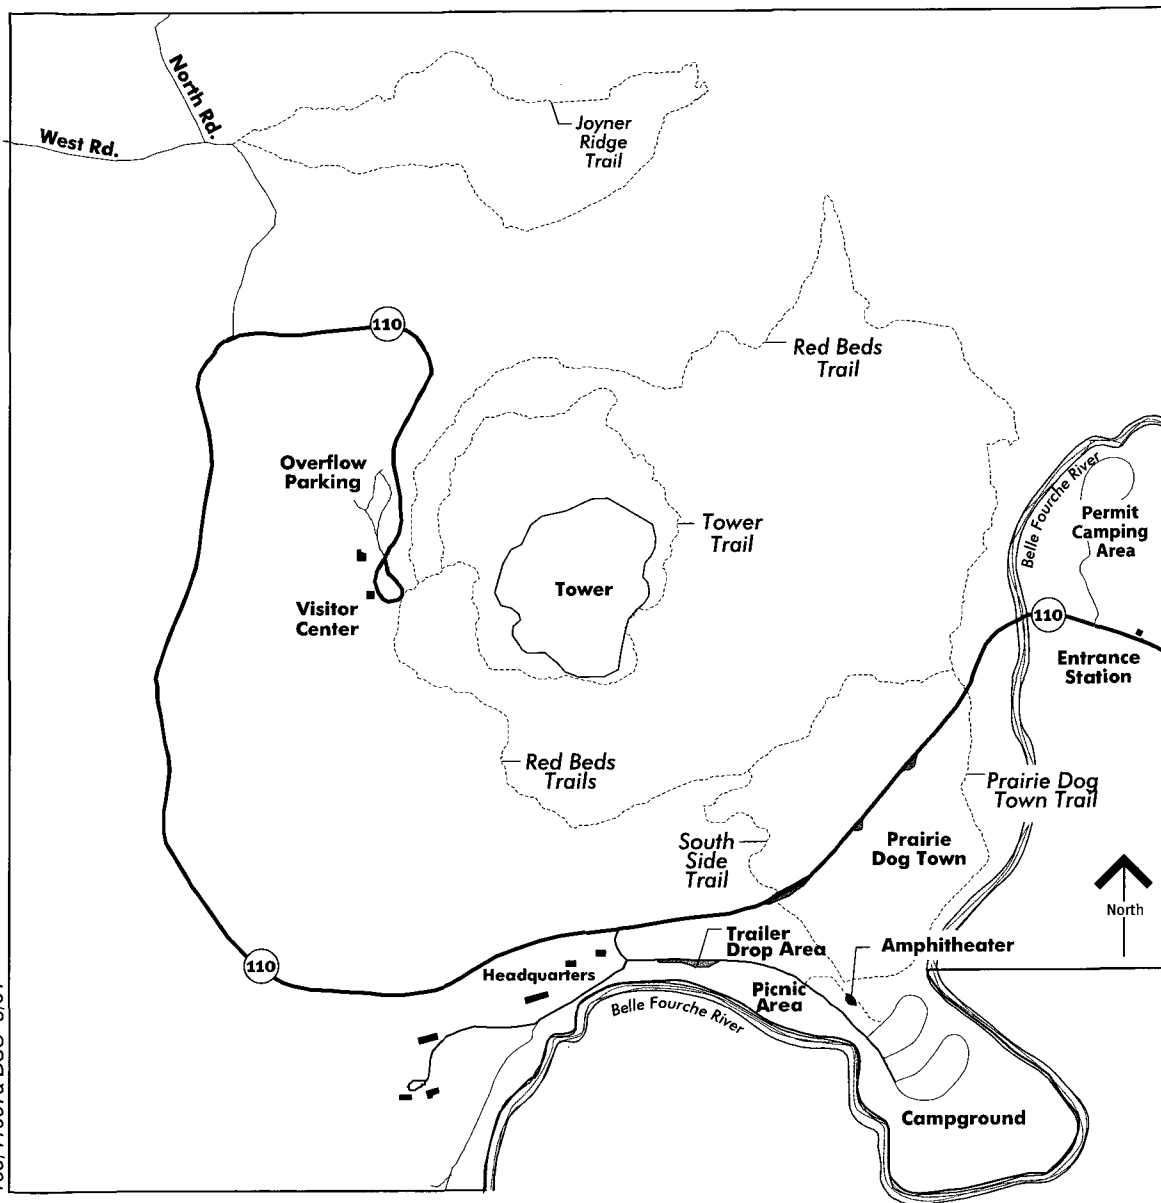 North Rd.
West Rd.
Joyner
Ridge
Trail
110
Red Beds
Trail
Overflow
Parking
Belle Fourche River
Permit
Camping
Area
Tower
Trail
Tower
Visitor
Center
110
Entrance
Station
Red Beds
Trails
Prairie Dog
Town Trail
South
Side
Trail
Prairie
Dog Town
North
110
Trailer
Drop Area
Amphitheater
Headquarters
Picnic
Area
Belle Fourche River
Campground